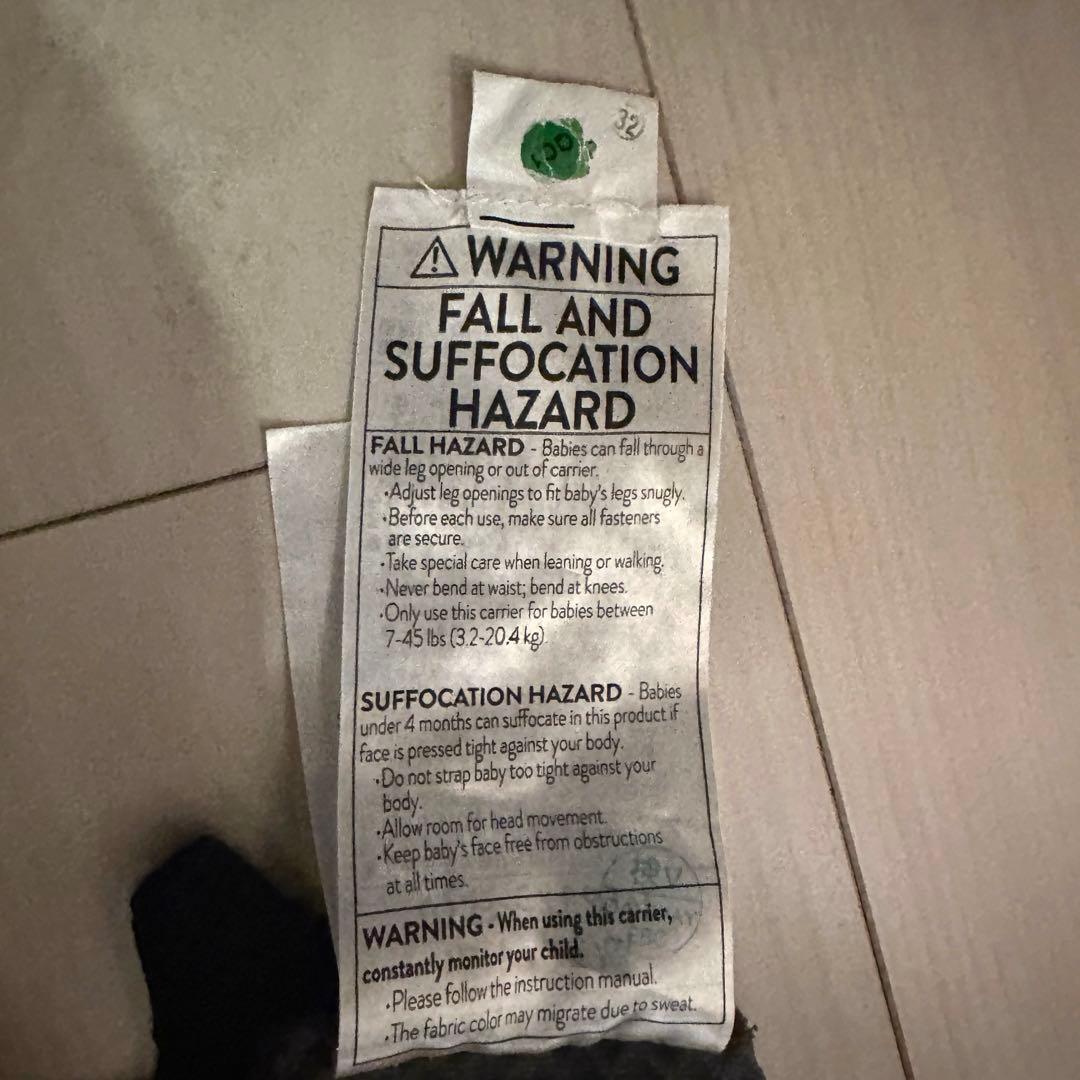 32
WARNING
FALL AND
SUFFOCATION
HAZARD
FALL HAZARD - Babies can fall through a
wide leg opening or out of carrier.
•Adjust leg openings to fit baby's legs snugly.
•Before each use, make sure all fasteners
are secure.
•Take special care when leaning or walking.
•Never bend at waist; bend at knees.
•Only use this carrier for babies between
7-45 lbs (3.2-20.4 kg).
SUFFOCATION HAZARD - Babies
under 4 months can suffocate in this product if
face is pressed tight against your body.
•Do not strap baby too tight against your
body.
•Allow room for head movement.
•Keep baby's face free from obstructions
at all times.
WARNING - When using this carrier,
constantly monitor your child.
•Please follow the instruction manual.
•The fabric color may migrate due to sweat.